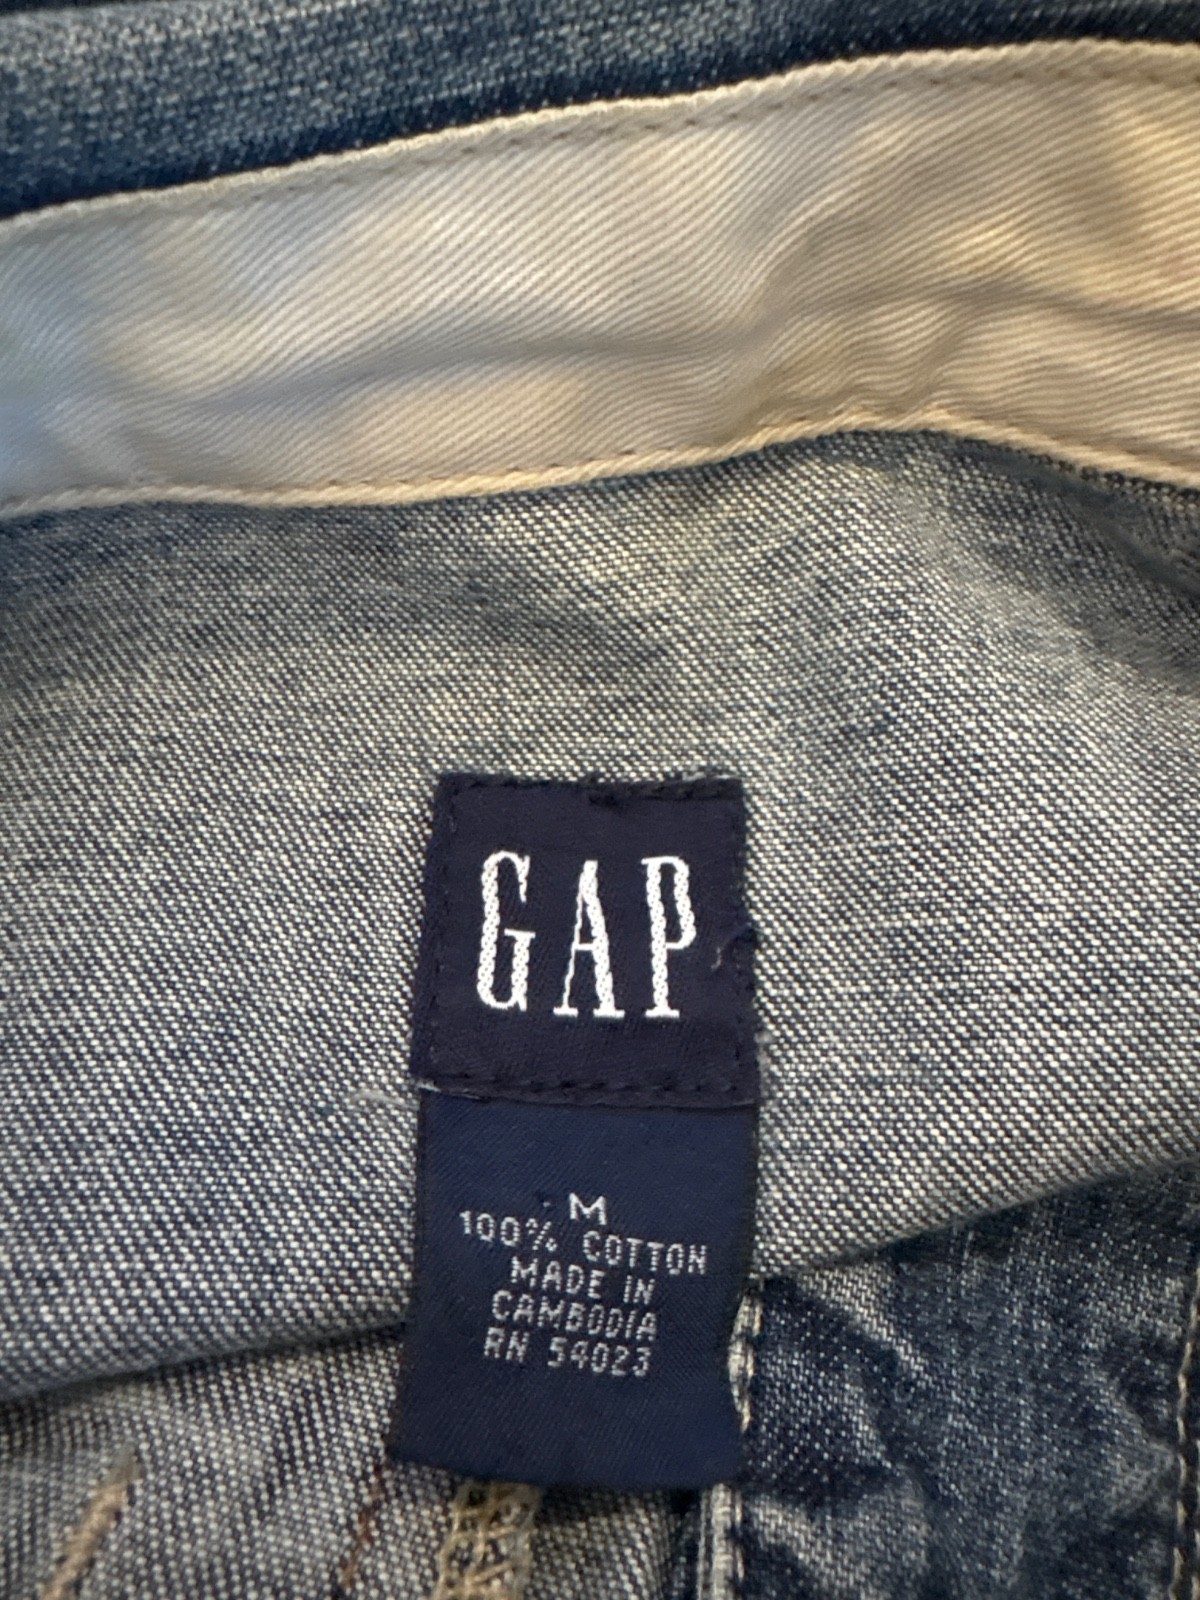 GAP
M
100% COTTON
MADE IN
CAMBODIA
RN 54023